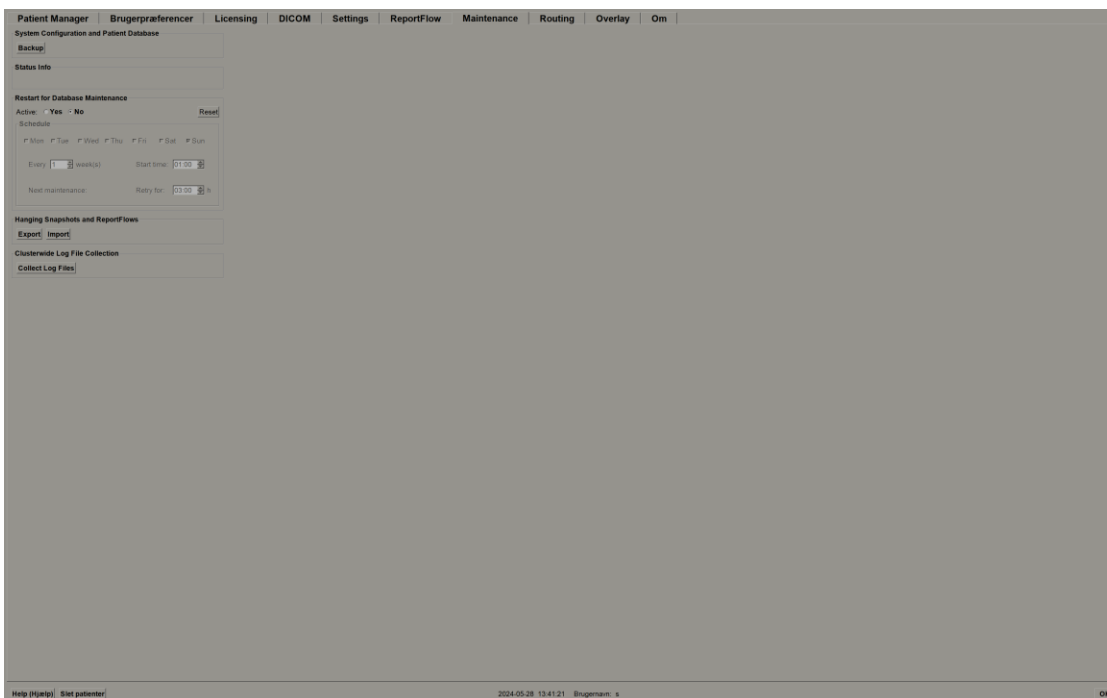 Patient Manager Brugerpræferencer Licensing DICOM Settings ReportFlow Maintenance Routing Overlay Om
System Configuration and Patient Database
Backup
Status Info
Restart for Database Maintenance
Active: Yes No Reset
Schedule
Mon Tue Wed Thu Fri Sat Sun
Every 1 week(s) Start time: 01:00
Next maintenance: Retry for: 03:00 h
Hanging Snapshots and ReportFlows
Export Import
Clusterwide Log File Collection
Collect Log Files
Help (Hjælp) Slet patienter 2024-05-28 13:41:21 Brugernavn: s